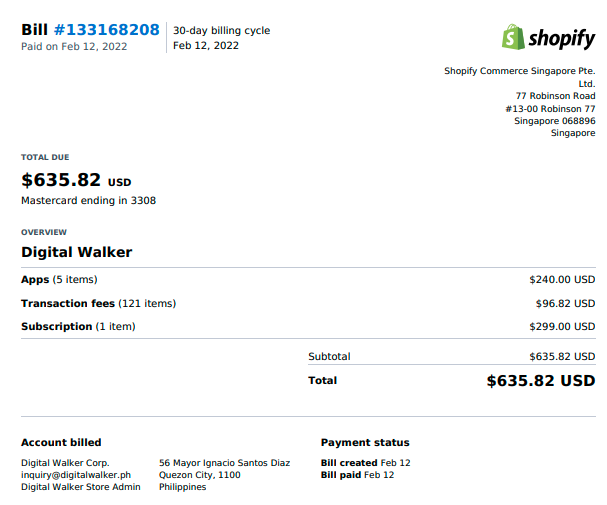 Bill #133168208
Paid on Feb 12, 2022
30-day billing cycle
Feb 12, 2022
shopify
Shopify Commerce Singapore Pte.
Ltd.
77 Robinson Road
#13-00 Robinson 77
Singapore 068896
Singapore
TOTAL DUE
$635.82 USD
Mastercard ending in 3308
OVERVIEW
Digital Walker
Apps (5 items) $240.00 USD
Transaction fees (121 items) $96.82 USD
Subscription (1 item) $299.00 USD
Subtotal $635.82 USD
Total $635.82 USD
Account billed
Digital Walker Corp.
inquiry@digitalwalker.ph
Digital Walker Store Admin
56 Mayor Ignacio Santos Diaz
Quezon City, 1100
Philippines
Payment status
Bill created Feb 12
Bill paid Feb 12